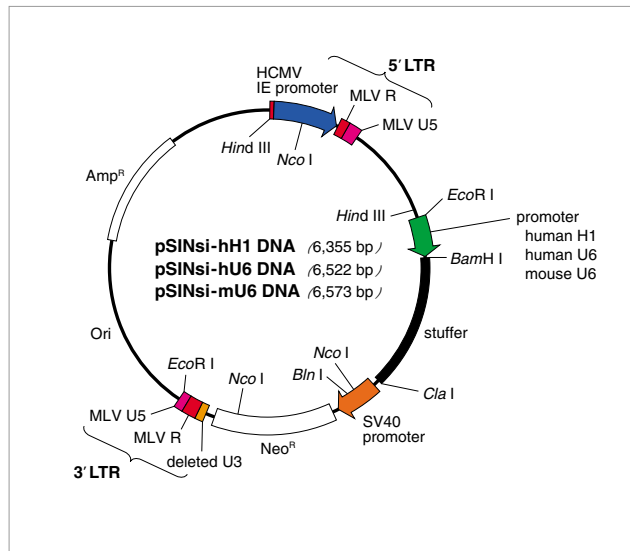 5′ LTR
HCMV
IE promoter
MLV R
MLV U5
Hind III
Nco I
AmpR
Hind III
EcoR I
promoter
human H1
human U6
mouse U6
BamH I
pSINsi-hH1 DNA (6,355 bp)
pSINsi-hU6 DNA (6,522 bp)
pSINsi-mU6 DNA (6,573 bp)
stuffer
Ori
EcoR I
Nco I
Nco I
Bln I
Cla I
MLV U5
MLV R
deleted U3
NeoR
SV40
promoter
3′ LTR